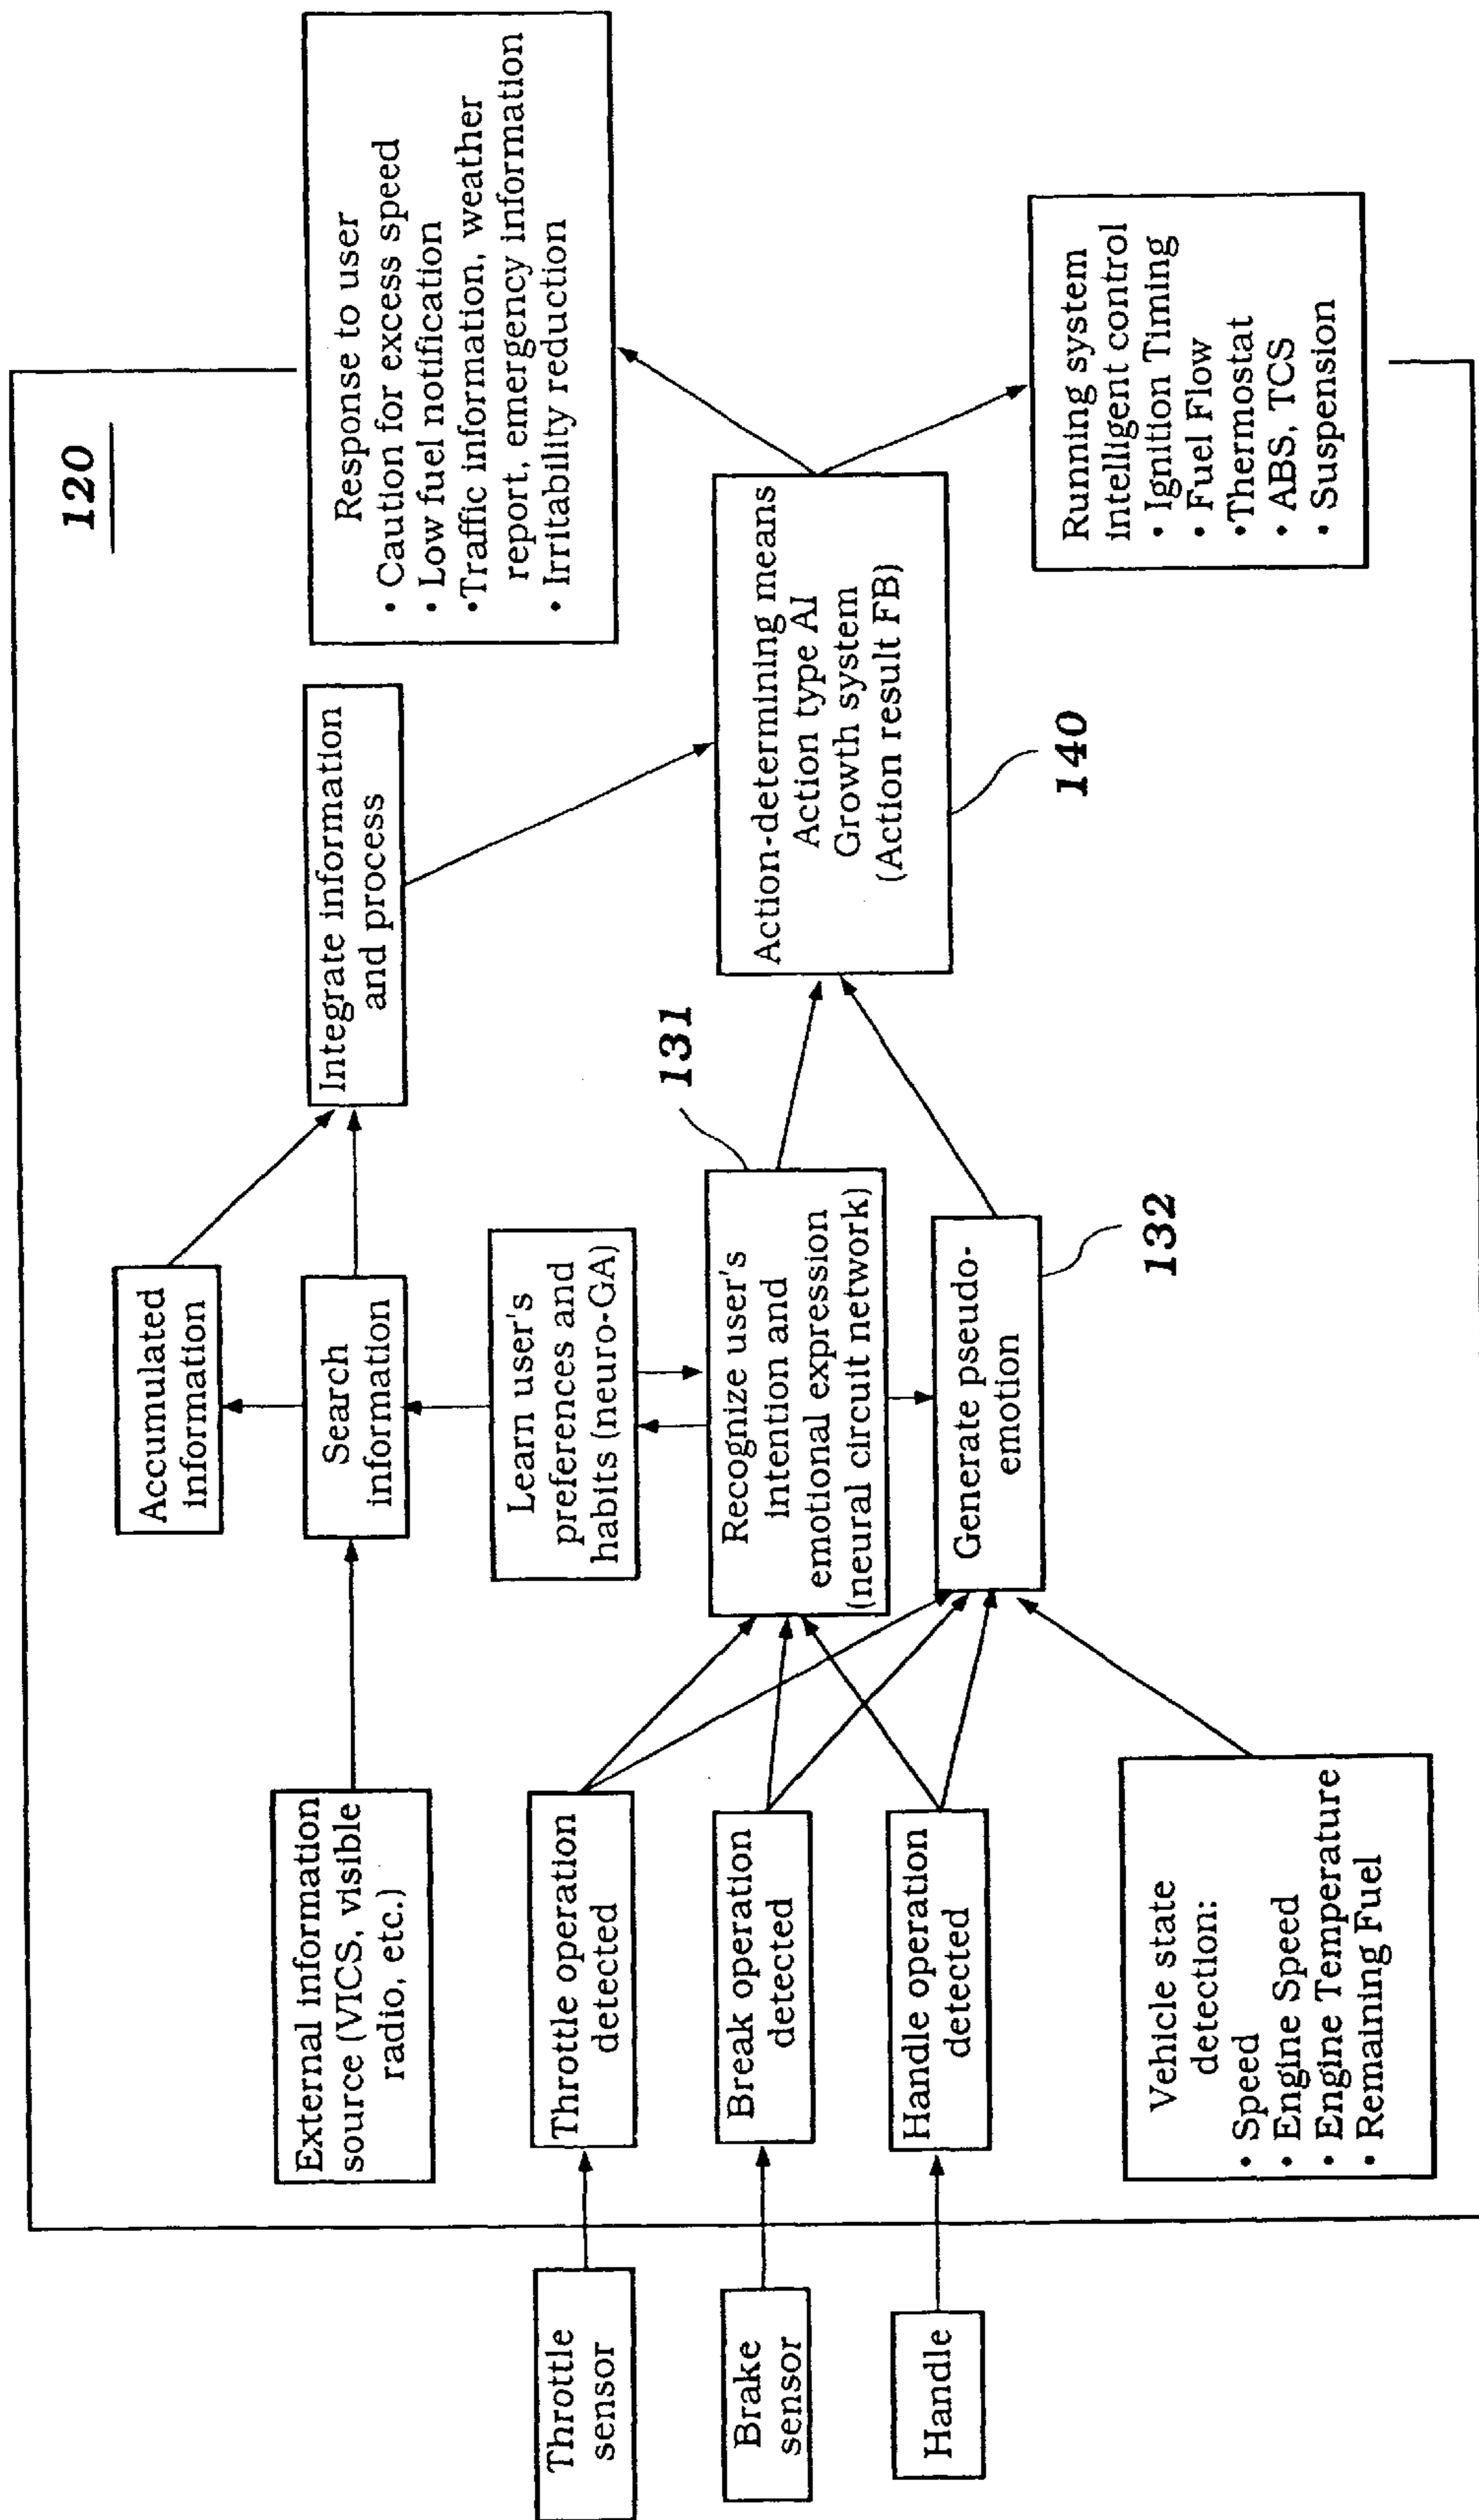 120
Throttle
sensor
Brake
sensor
Handle
External information
source (VICS, visible
radio, etc.)
Throttle operation
detected
Break operation
detected
Handle operation
detected
Vehicle state
detection:
• Speed
• Engine Speed
• Engine Temperature
• Remaining Fuel
Accumulated
information
Search
information
Learn user's
preferences and
habits (neuro-GA)
Recognize user's
intention and
emotional expression
(neural circuit network)
131
Generate pseudo-
emotion
132
Integrate information
and process
Action-determining means
Action type AI
Growth system
(Action result FB)
140
Response to user
• Caution for excess speed
• Low fuel notification
•Traffic information, weather
report, emergency information
• Irritability reduction
Running system
intelligent control
• Ignition Timing
• Fuel Flow
•Thermostat
• ABS, TCS
• Suspension